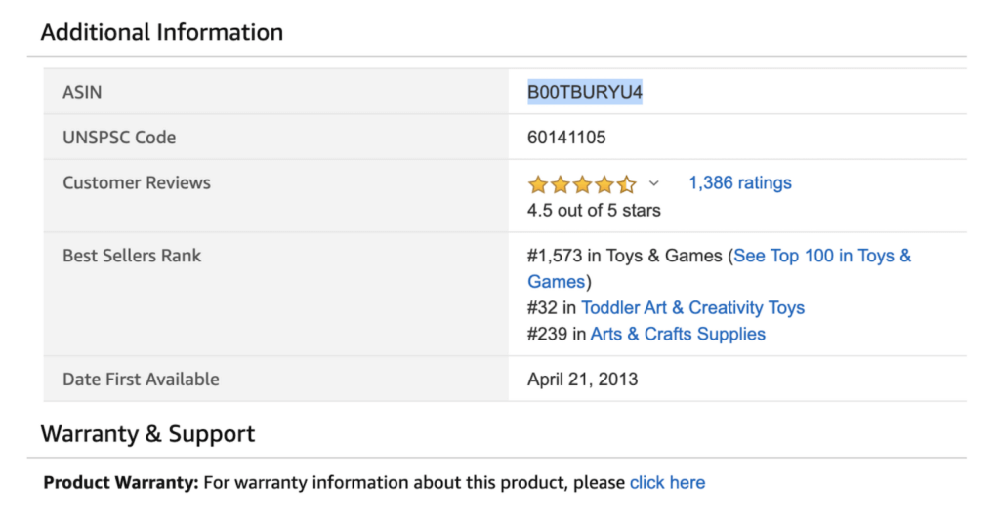 Additional Information
ASIN
B00TBURYU4
UNSPSC Code
60141105
Customer Reviews
1,386 ratings
4.5 out of 5 stars
Best Sellers Rank
#1,573 in Toys & Games (See Top 100 in Toys &
Games)
#32 in Toddler Art & Creativity Toys
#239 in Arts & Crafts Supplies
Date First Available
April 21, 2013
Warranty & Support
Product Warranty: For warranty information about this product, please click here